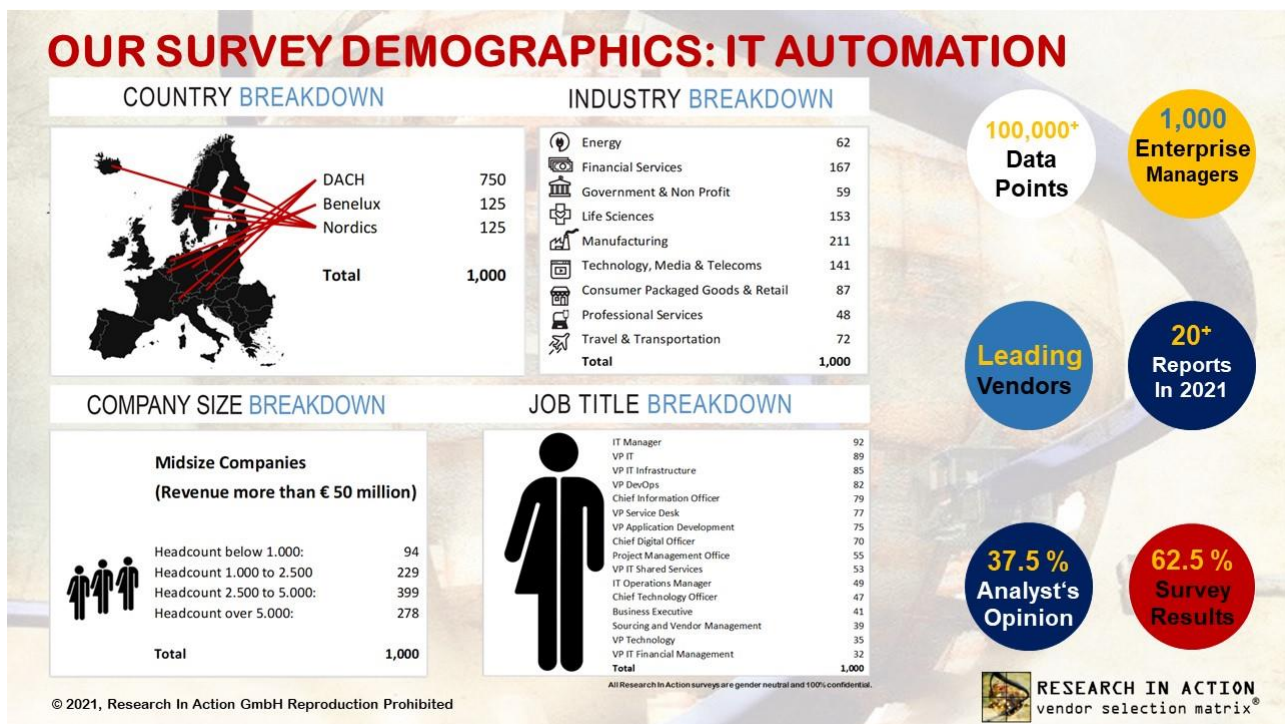 OUR SURVEY DEMOGRAPHICS: IT AUTOMATION
COUNTRY BREAKDOWN
DACH 750
Benelux 125
Nordics 125
Total 1,000
INDUSTRY BREAKDOWN
Energy 62
Financial Services 167
Government & Non Profit 59
Life Sciences 153
Manufacturing 211
Technology, Media & Telecoms 141
Consumer Packaged Goods & Retail 87
Professional Services 48
Travel & Transportation 72
Total 1,000
COMPANY SIZE BREAKDOWN
Midsize Companies
(Revenue more than € 50 million)
Headcount below 1.000: 94
Headcount 1.000 to 2.500 229
Headcount 2.500 to 5.000: 399
Headcount over 5.000: 278
Total 1,000
JOB TITLE BREAKDOWN
IT Manager 92
VP IT 89
VP IT Infrastructure 85
VP DevOps 82
Chief Information Officer 79
VP Service Desk 77
VP Application Development 75
Chief Digital Officer 70
Project Management Office 55
VP IT Shared Services 53
IT Operations Manager 49
Chief Technology Officer 47
Business Executive 41
Sourcing and Vendor Management 39
VP Technology 35
VP IT Financial Management 32
Total 1,000
All Research In Action surveys are gender neutral and 100% confidential.
100,000+
Data
Points
1,000
Enterprise
Managers
Leading
Vendors
20+
Reports
In 2021
37.5 %
Analyst‘s
Opinion
62.5 %
Survey
Results
© 2021, Research In Action GmbH Reproduction Prohibited
RESEARCH IN ACTION
vendor selection matrix®